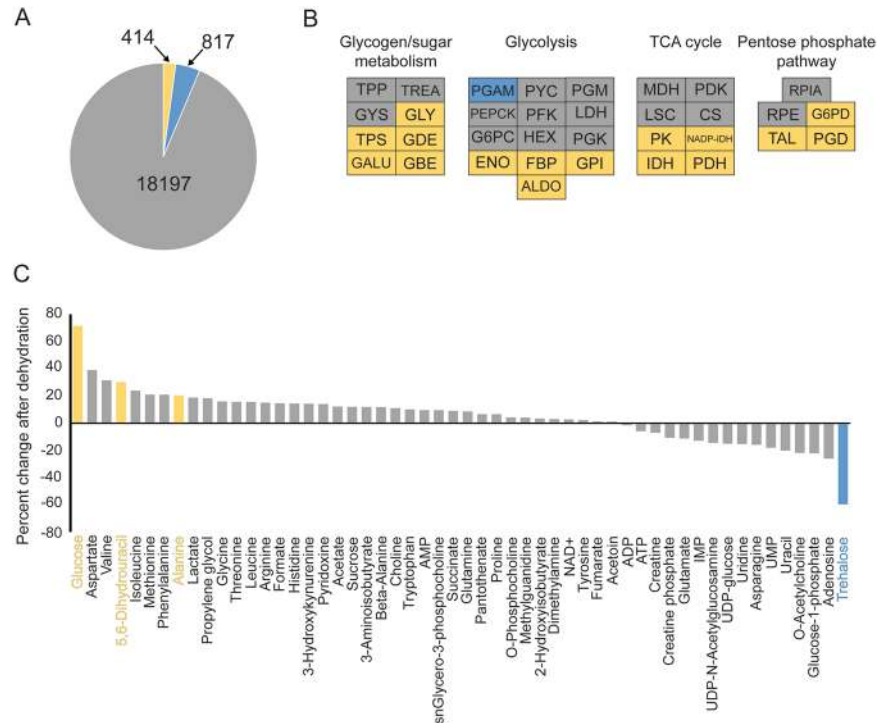 A
414
817
18197
B
Glycogen/sugar
metabolism
TPP TREA
GYS GLY
TPS GDE
GALU GBE
Glycolysis
PGAM PYC PGM
PEPCK PFK LDH
G6PC HEX PGK
ENO FBP GPI
ALDO
TCA cycle
MDH PDK
LSC CS
PK NADP-IDH
IDH PDH
Pentose phosphate
pathway
RPIA
RPE G6PD
TAL PGD
C
Percent change after dehydration
80
60
40
20
0
-20
-40
-60
-80
Glucose
Aspartate
Valine
5,6-Dihydrouracil
Isoleucine
Methionine
Phenylalanine
Alanine
Lactate
Propylene glycol
Glycine
Threonine
Leucine
Arginine
Formate
Histidine
3-Hydroxykynurenine
Pyridoxine
Acetate
Sucrose
3-Aminoisobutyrate
Beta-Alanine
Choline
Tryptophan
AMP
snGlycero-3-phosphocholine
Succinate
Glutamine
Pantothenate
Proline
O-Phosphocholine
Methylguanidine
2-Hydroxyisobutyrate
Dimethylamine
NAD+
Tyrosine
Fumarate
Acetoin
ADP
ATP
Creatine
Creatine phosphate
Glutamate
IMP
UDP-N-Acetylglucosamine
UDP-glucose
Uridine
Asparagine
UMP
Uracil
O-Acetylcholine
Glucose-1-phosphate
Adenosine
Trehalose